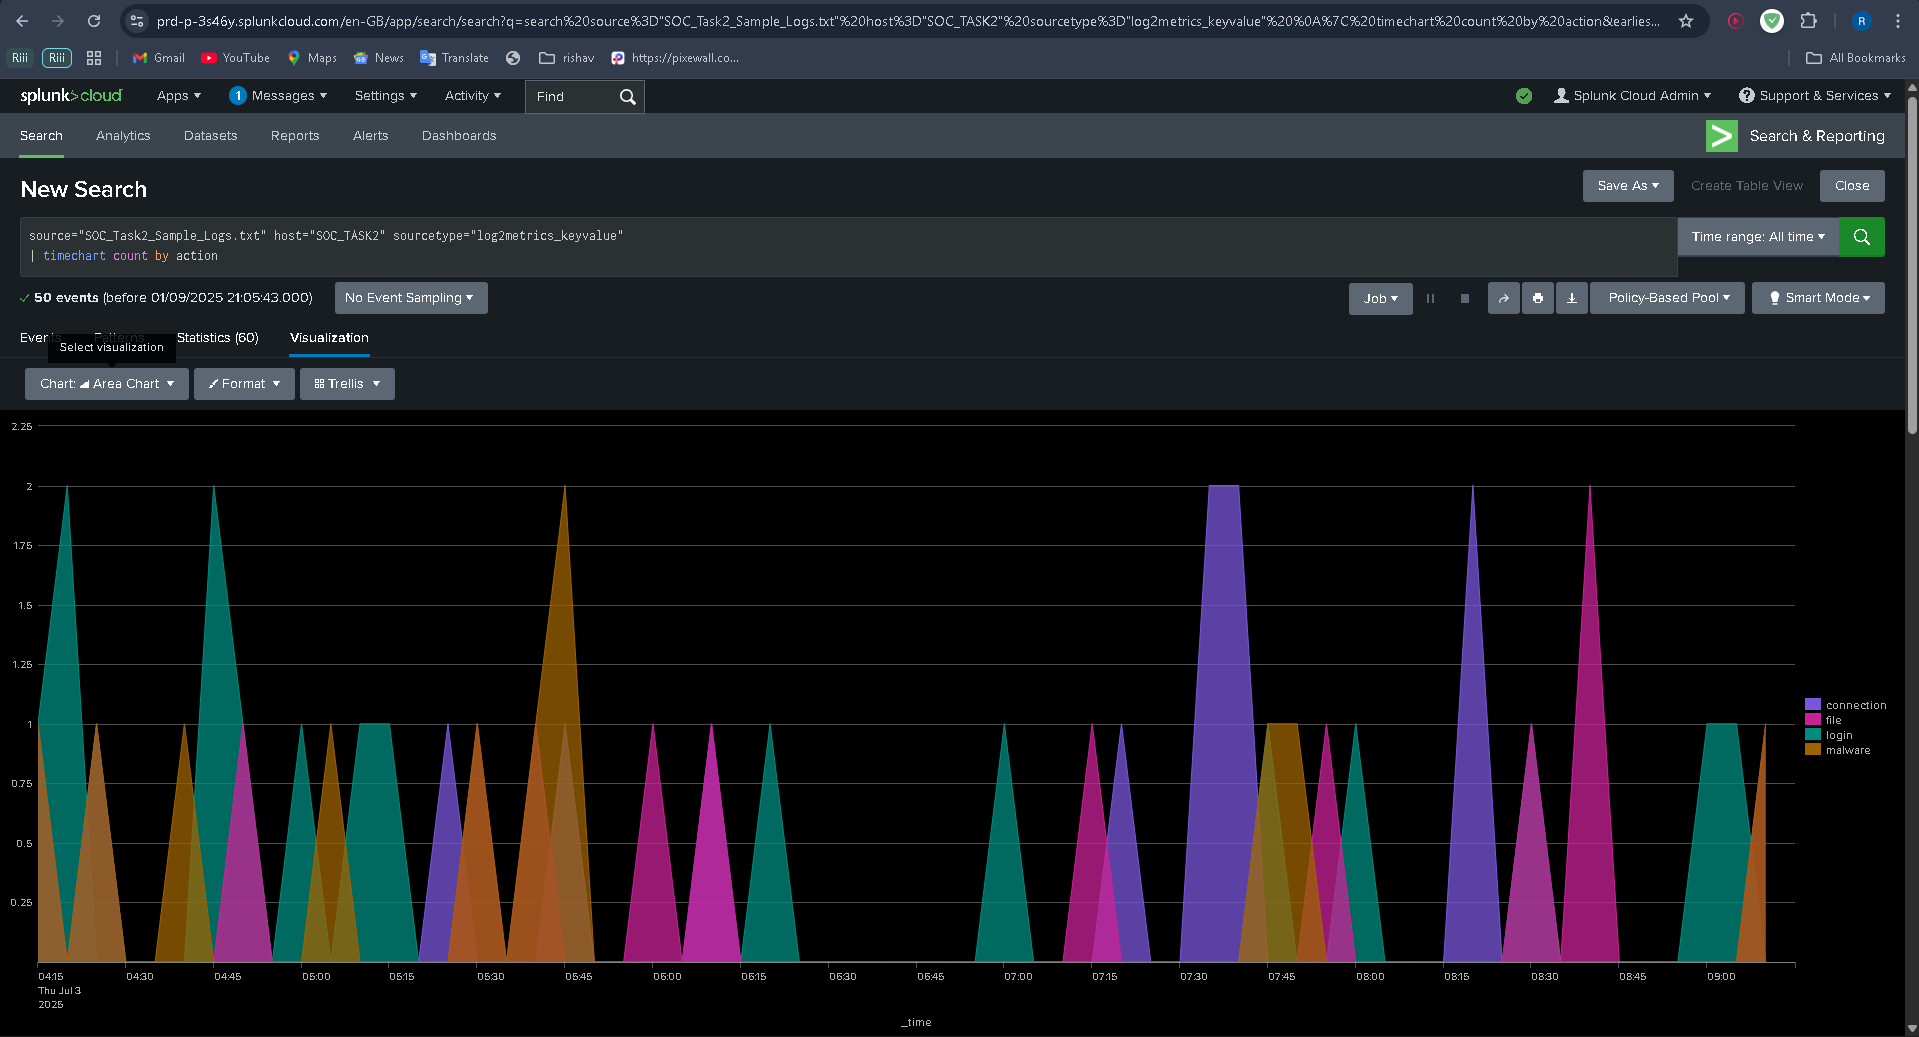 prd-p-3s46y.splunkcloud.com/en-GB/app/search/search?q=search%20source%3D"SOC_Task2_Sample_Logs.txt"%20host%3D"SOC_TASK2"%20sourcetype%3D"log2metrics_keyvalue"%20%0A%7C%20timechart%20count%20by%20action&earlies...
R
Riii
Riii
Gmail
YouTube
Maps
News
Translate
rishav
https://pixewall.co...
All Bookmarks
splunk>cloud
Apps
1
Messages
Settings
Activity
Find
Splunk Cloud Admin
Support & Services
Search
Analytics
Datasets
Reports
Alerts
Dashboards
Search & Reporting
New Search
Save As
Create Table View
Close
source="SOC_Task2_Sample_Logs.txt" host="SOC_TASK2" sourcetype="log2metrics_keyvalue"
| timechart count by action
Time range: All time
50 events (before 01/09/2025 21:05:43.000)
No Event Sampling
Job
Policy-Based Pool
Smart Mode
Events
Patterns
Statistics (60)
Visualization
Select visualization
Chart: Area Chart
Format
Trellis
2.25
2
1.75
1.5
1.25
1
0.75
0.5
0.25
connection
file
login
malware
04:15 04:30 04:45 05:00 05:15 05:30 05:45 06:00 06:15 06:30 06:45 07:00 07:15 07:30 07:45 08:00 08:15 08:30 08:45 09:00
Thu Jul 3
2025
_time